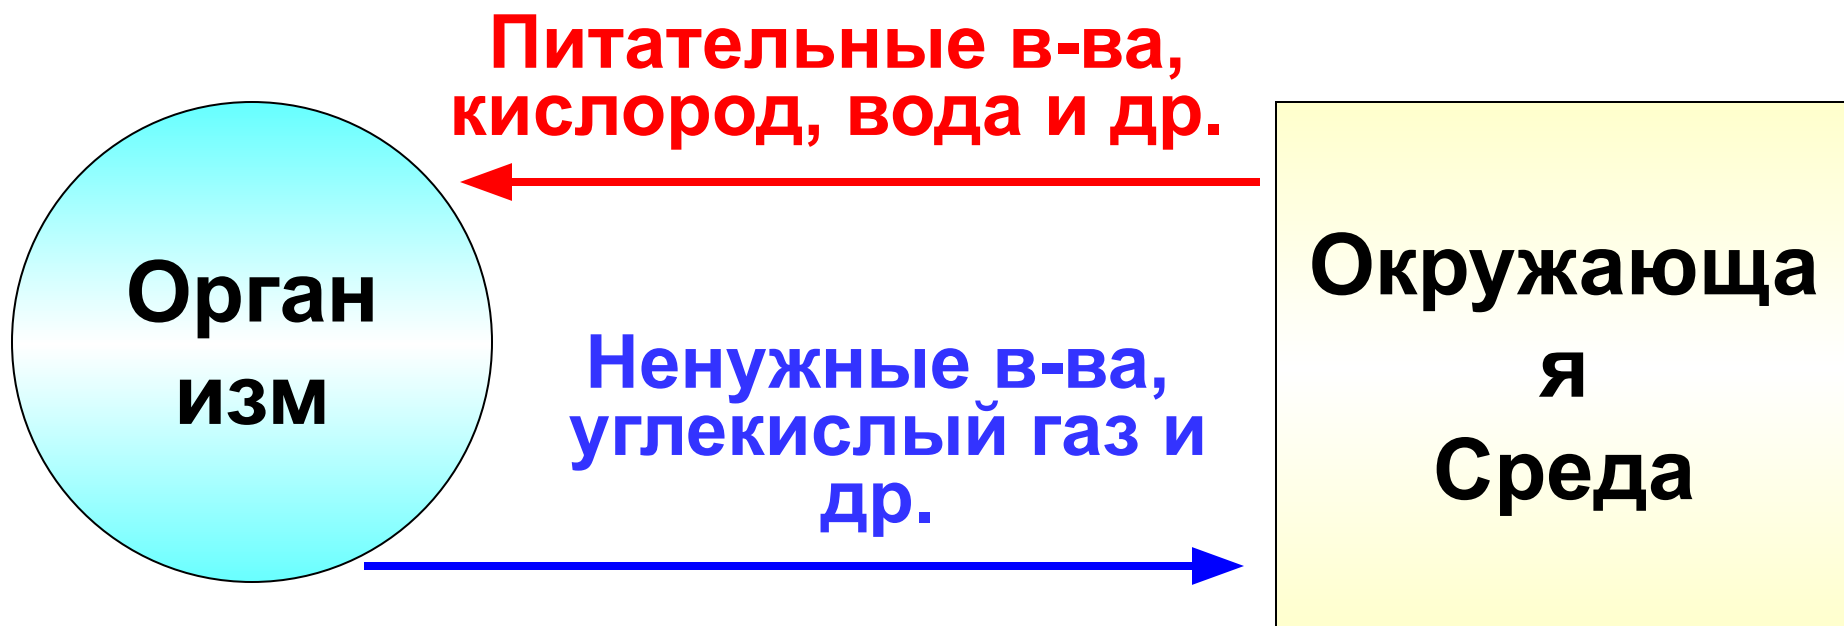 Питательные в-ва,
кислород, вода и др.
Орган
изм
Ненужные в-ва,
углекислый газ и
др.
Окружающа
я
Среда